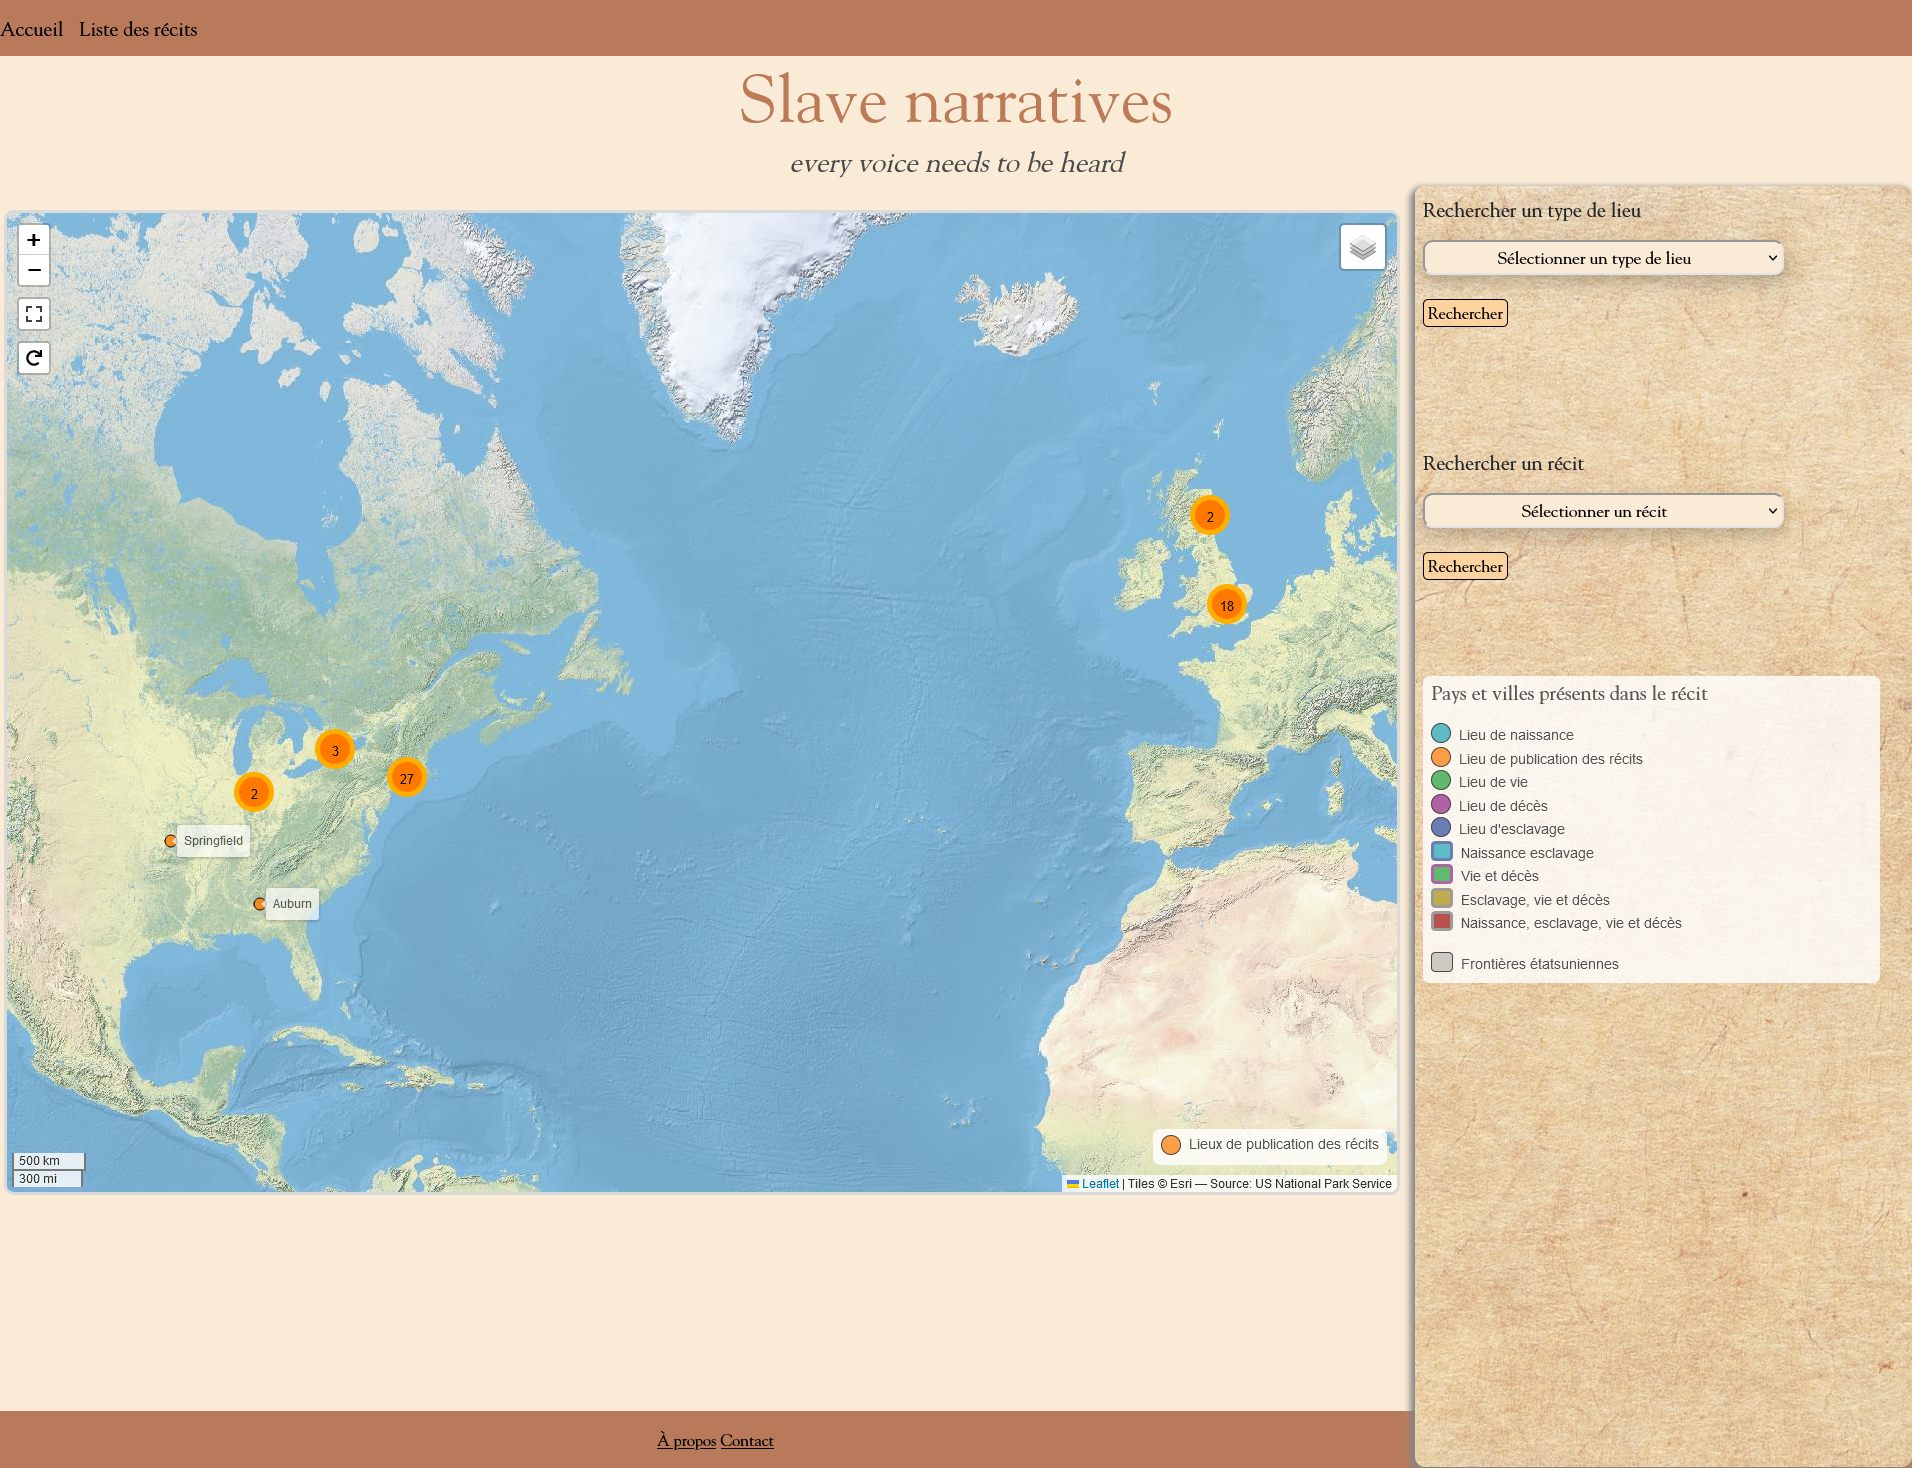 Accueil Liste des récits
Slave narratives
every voice needs to be heard
+
−
2
18
3
27
2
Springfield
Auburn
500 km
300 mi
Lieux de publication des récits
Leaflet | Tiles © Esri — Source: US National Park Service
Rechercher un type de lieu
Sélectionner un type de lieu
Rechercher
Rechercher un récit
Sélectionner un récit
Rechercher
Pays et villes présents dans le récit
Lieu de naissance
Lieu de publication des récits
Lieu de vie
Lieu de décès
Lieu d'esclavage
Naissance esclavage
Vie et décès
Esclavage, vie et décès
Naissance, esclavage, vie et décès
Frontières étatsuniennes
À propos Contact